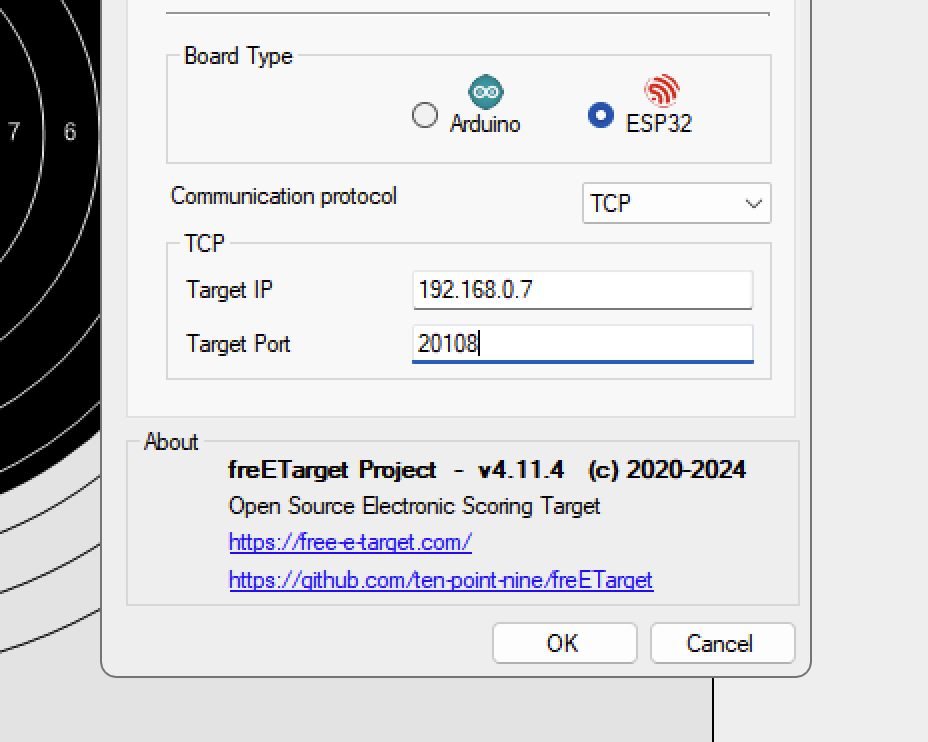 7 6
Board Type
Arduino
ESP32
Communication protocol
TCP
TCP
Target IP
192.168.0.7
Target Port
20108
About
freETarget Project - v4.11.4 (c) 2020-2024
Open Source Electronic Scoring Target
https://free-e-target.com/
https://github.com/ten-point-nine/freETarget
OK
Cancel